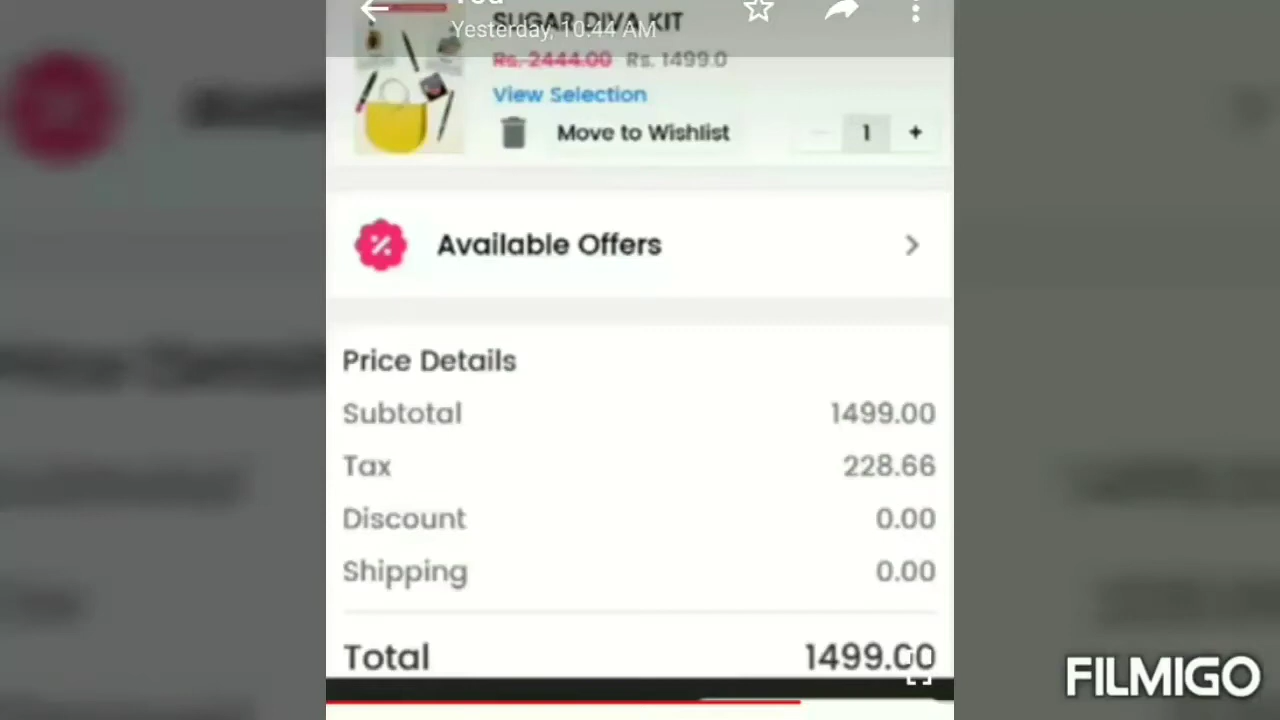 SUGAR DIVA KIT
Yesterday, 10:44 AM
Rs. 2444.00 Rs. 1499.0
View Selection
Move to Wishlist
1
+
Available Offers
Price Details
Subtotal 1499.00
Tax 228.66
Discount 0.00
Shipping 0.00
Total 1499.00
FILMIGO